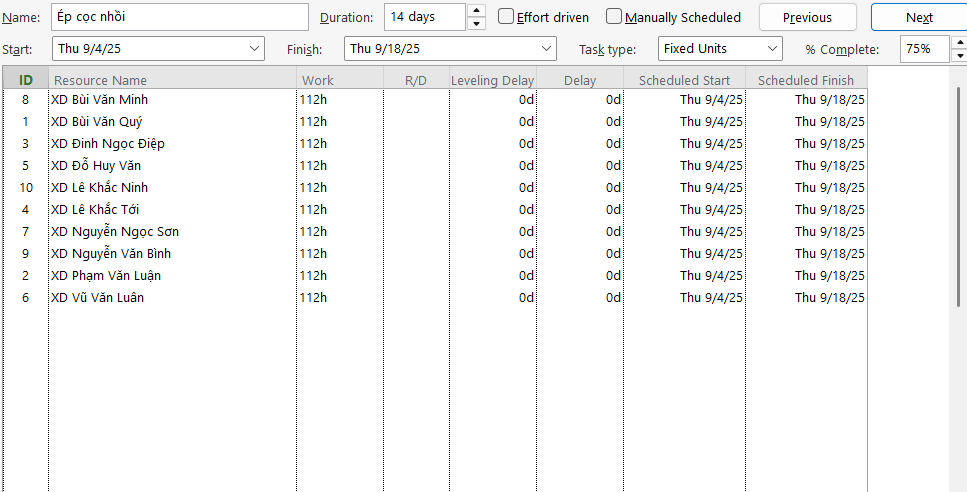 Name: Ép cọc nhồi Duration: 14 days Effort driven Manually Scheduled Previous Next
Start: Thu 9/4/25 Finish: Thu 9/18/25 Task type: Fixed Units % Complete: 75%
ID Resource Name Work R/D Leveling Delay Delay Scheduled Start Scheduled Finish
8 XD Bùi Văn Minh 112h 0d 0d Thu 9/4/25 Thu 9/18/25
1 XD Bùi Văn Quý 112h 0d 0d Thu 9/4/25 Thu 9/18/25
3 XD Đinh Ngọc Điệp 112h 0d 0d Thu 9/4/25 Thu 9/18/25
5 XD Đỗ Huy Văn 112h 0d 0d Thu 9/4/25 Thu 9/18/25
10 XD Lê Khắc Ninh 112h 0d 0d Thu 9/4/25 Thu 9/18/25
4 XD Lê Khắc Tới 112h 0d 0d Thu 9/4/25 Thu 9/18/25
7 XD Nguyễn Ngọc Sơn 112h 0d 0d Thu 9/4/25 Thu 9/18/25
9 XD Nguyễn Văn Bình 112h 0d 0d Thu 9/4/25 Thu 9/18/25
2 XD Phạm Văn Luận 112h 0d 0d Thu 9/4/25 Thu 9/18/25
6 XD Vũ Văn Luân 112h 0d 0d Thu 9/4/25 Thu 9/18/25